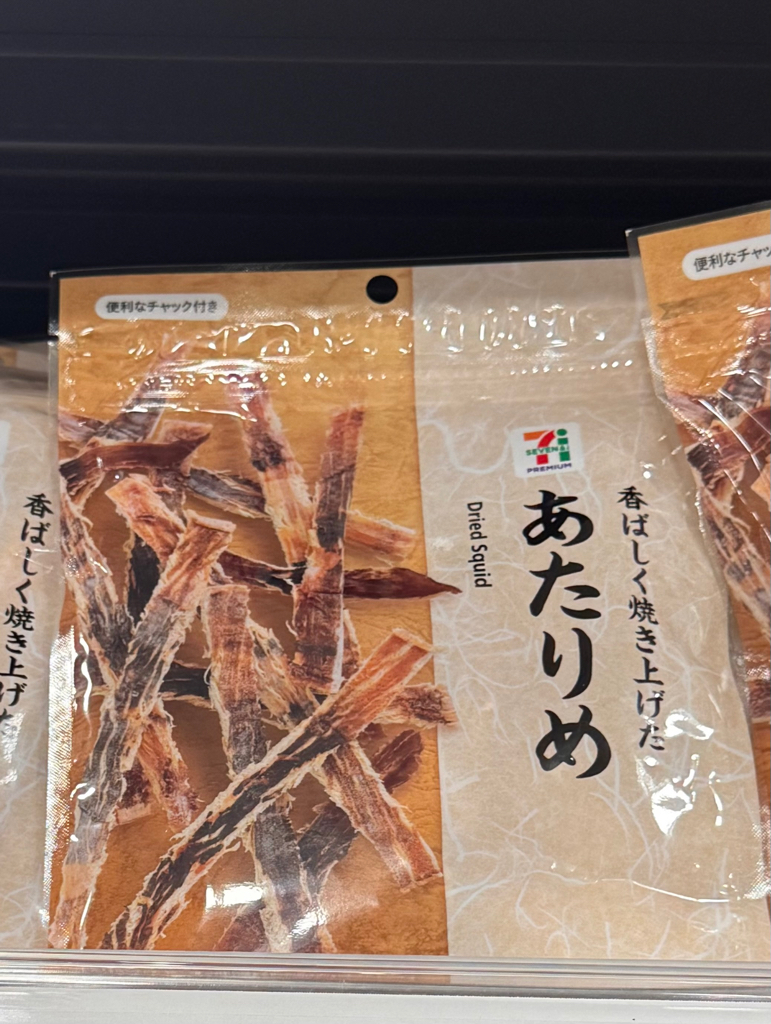 便利なチャック付き
SEVEN&i
PREMIUM
香ばしく焼き上げた
あたりめ
Dried Squid
香ばしく焼き上げた
便利なチャッ